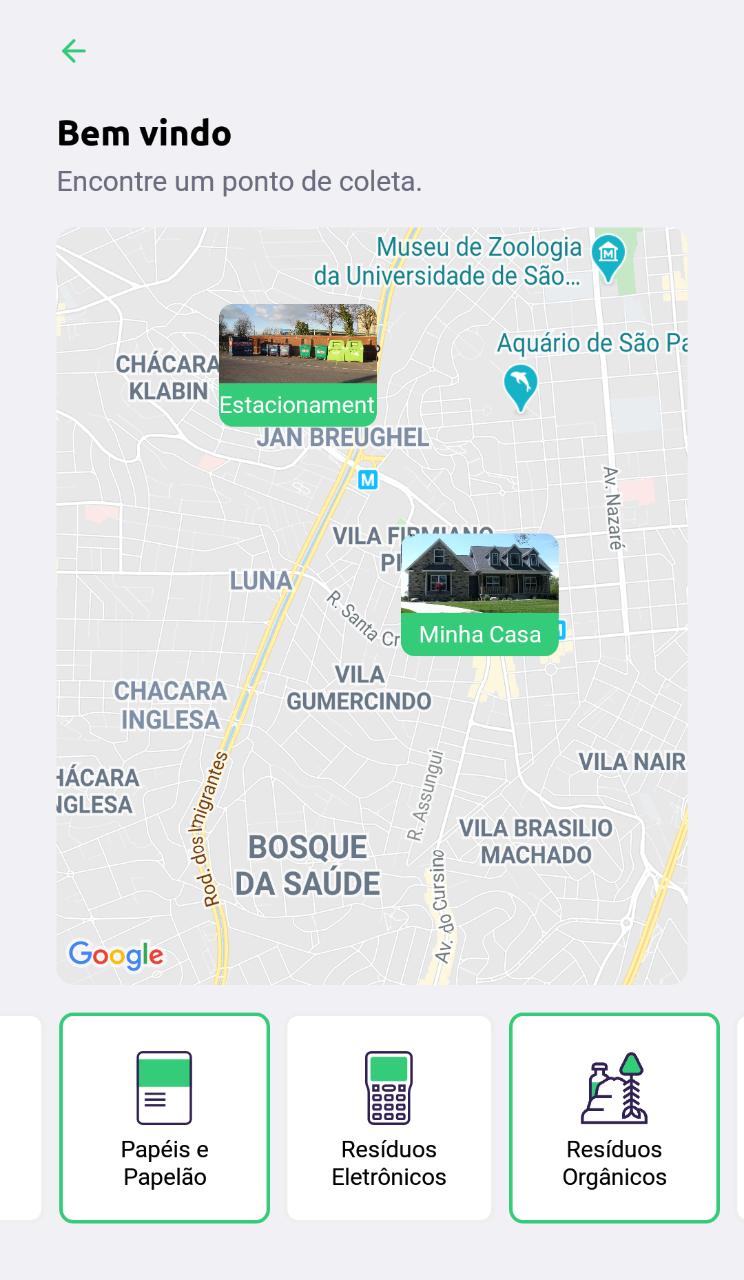 Bem vindo
Encontre um ponto de coleta.
Museu de Zoologia
da Universidade de São...
Aquário de São Pa
CHÁCARA
KLABIN
Estacionament
JAN BREUGHEL
M
Av. Nazaré
VILA FIRMIANO
PI
LUNA
R. Santa Cr
Minha Casa
VILA
GUMERCINDO
CHACARA
INGLESA
HÁCARA
NGLESA
Rod. dos Imigrantes
R. Assungui
VILA NAIR
VILA BRASILIO
MACHADO
BOSQUE
DA SAÚDE
Av. do Cursino
Google
Papéis e
Papelão
Resíduos
Eletrônicos
Resíduos
Orgânicos